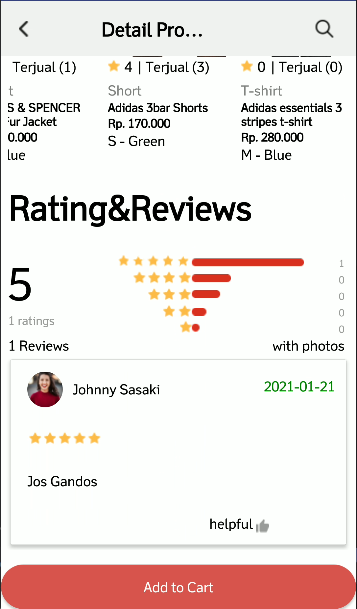 Detail Pro...
Terjual (1)
4 | Terjual (3)
0 | Terjual (0)
t
Short
T-shirt
S & SPENCER
Adidas 3bar Shorts
Adidas essentials 3
ur Jacket
Rp. 170.000
stripes t-shirt
0.000
S - Green
Rp. 280.000
lue
M - Blue
Rating&Reviews
5
1 ratings
1
0
0
0
0
1 Reviews
with photos
Johnny Sasaki
2021-01-21
Jos Gandos
helpful
Add to Cart